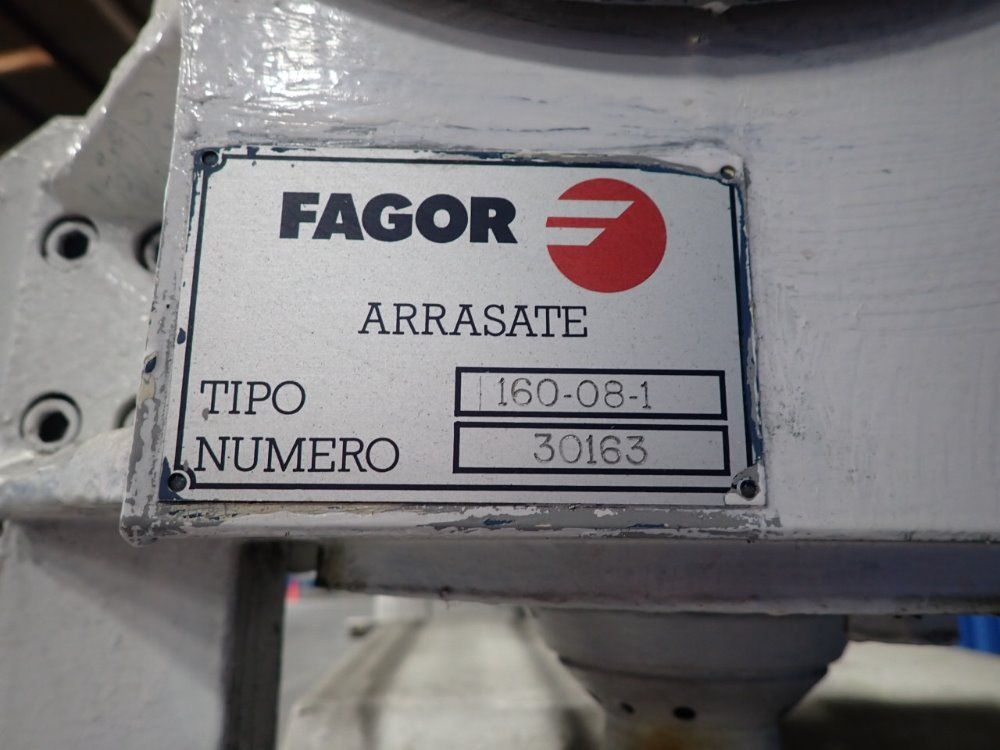 FAGOR
ARRASATE
TIPO 160-08-1
NUMERO 30163